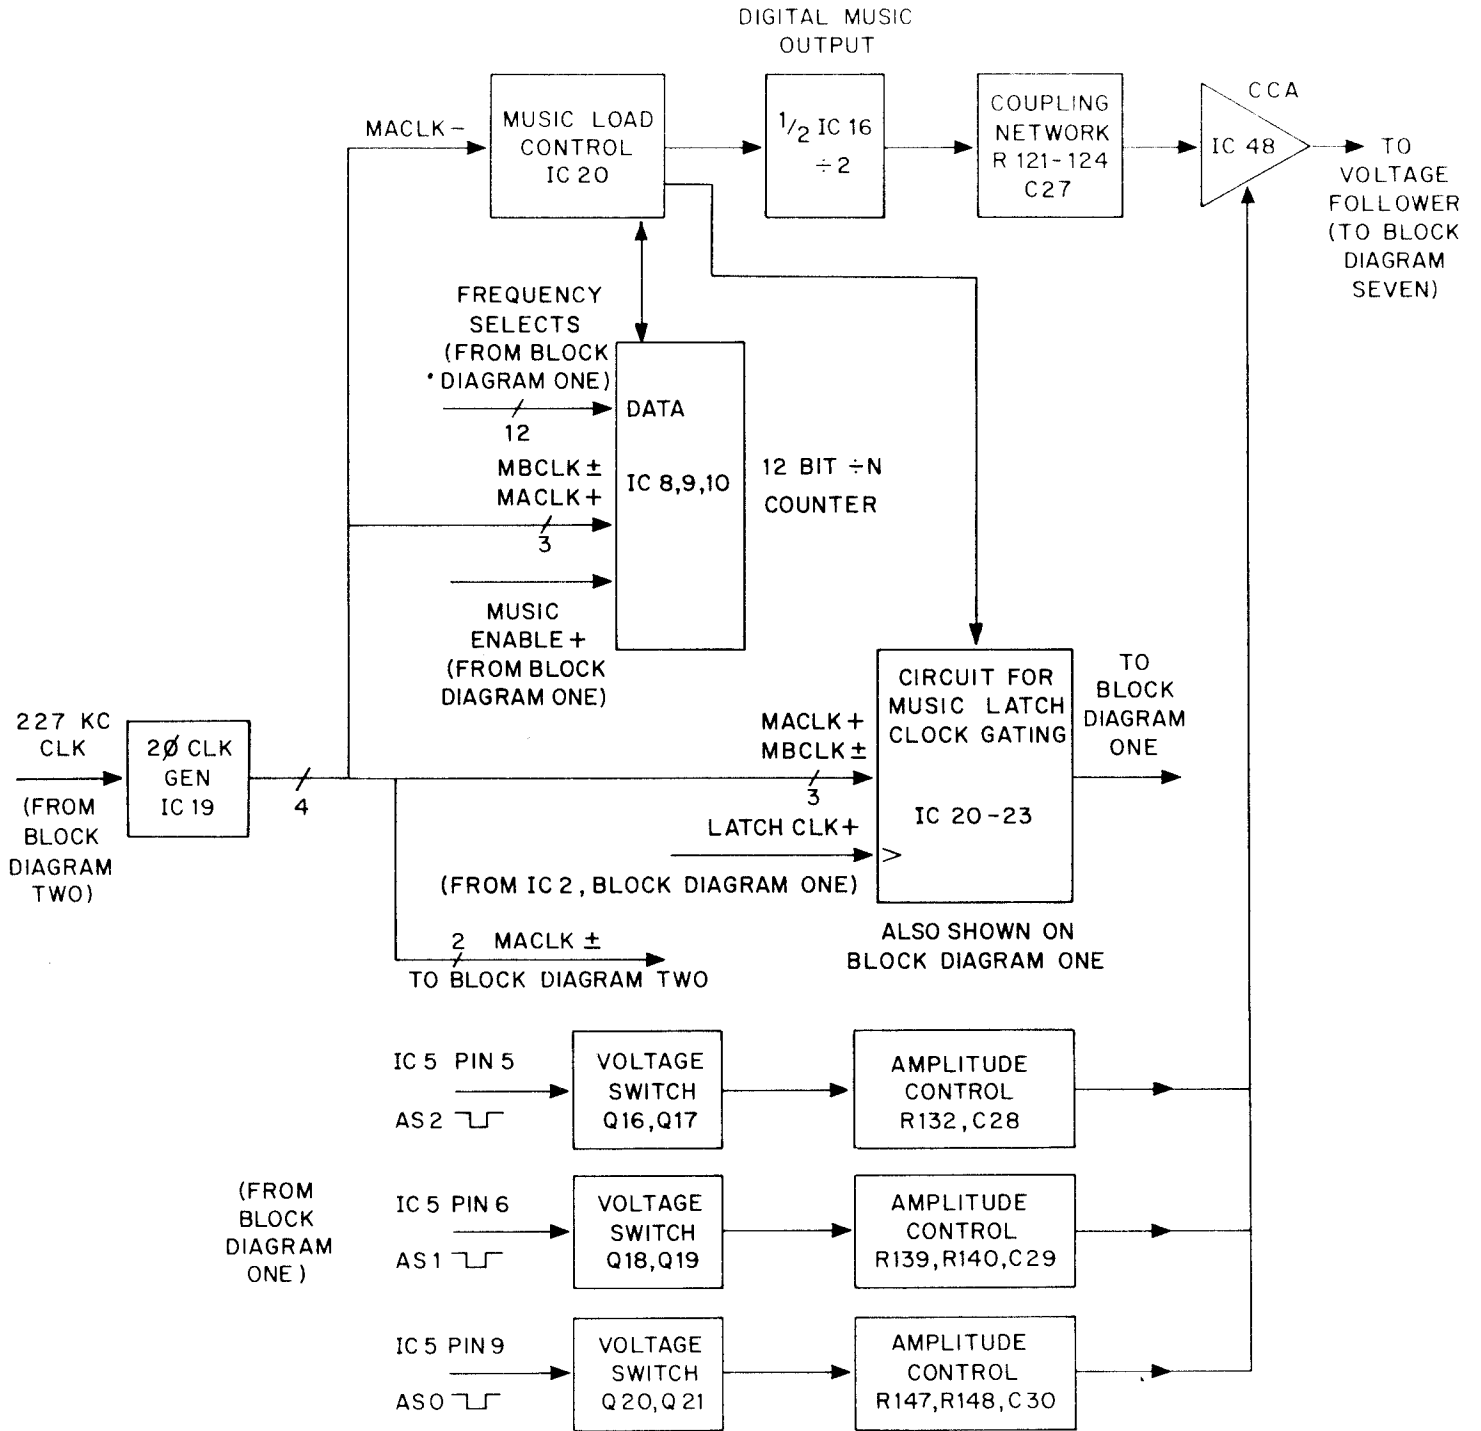 DIGITAL MUSIC
OUTPUT
MACLK-
MUSIC LOAD
CONTROL
IC 20
1/2 IC 16
÷2
COUPLING
NETWORK
R 121-124
C27
CCA
IC 48
TO
VOLTAGE
FOLLOWER
(TO BLOCK
DIAGRAM
SEVEN)
FREQUENCY
SELECTS
(FROM BLOCK
DIAGRAM ONE)
12
DATA
MBCLK ±
MACLK +
3
IC 8,9,10
12 BIT ÷N
COUNTER
MUSIC
ENABLE +
(FROM BLOCK
DIAGRAM ONE)
227 KC
CLK
(FROM
BLOCK
DIAGRAM
TWO)
2Ø CLK
GEN
IC 19
4
MACLK +
MBCLK ±
3
LATCH CLK+
>
(FROM IC 2, BLOCK DIAGRAM ONE)
CIRCUIT FOR
MUSIC LATCH
CLOCK GATING
IC 20-23
TO
BLOCK
DIAGRAM
ONE
ALSO SHOWN ON
BLOCK DIAGRAM ONE
2 MACLK ±
TO BLOCK DIAGRAM TWO
IC 5 PIN 5
AS2
VOLTAGE
SWITCH
Q16,Q17
AMPLITUDE
CONTROL
R132,C28
(FROM
BLOCK
DIAGRAM
ONE)
IC 5 PIN 6
AS1
VOLTAGE
SWITCH
Q18,Q19
AMPLITUDE
CONTROL
R139,R140,C29
IC 5 PIN 9
AS0
VOLTAGE
SWITCH
Q20,Q21
AMPLITUDE
CONTROL
R147,R148,C30